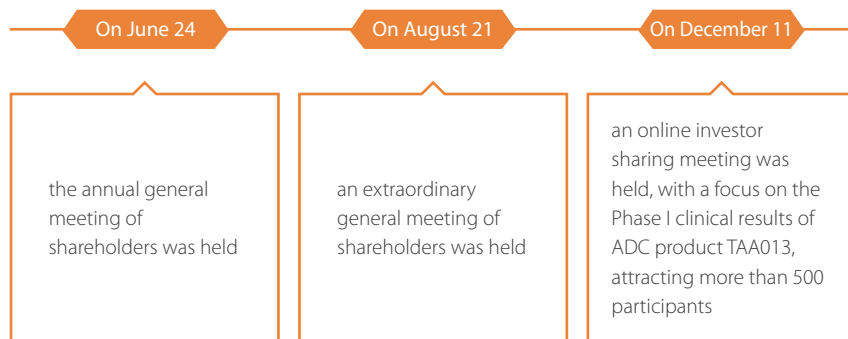 On June 24
On August 21
On December 11
the annual general
meeting of
shareholders was held
an extraordinary
general meeting of
shareholders was held
an online investor
sharing meeting was
held, with a focus on the
Phase I clinical results of
ADC product TAA013,
attracting more than 500
participants